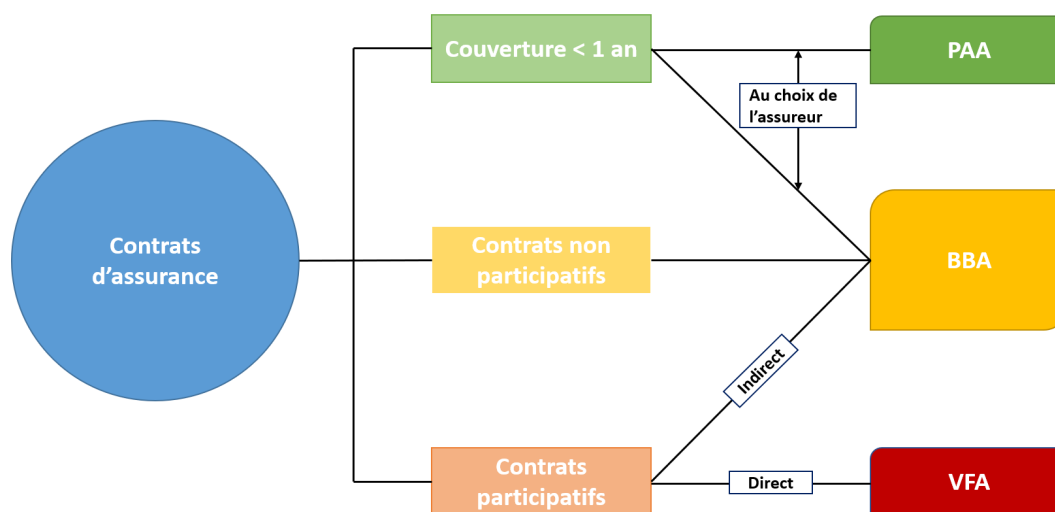 Couverture < 1 an
PAA
Au choix de
l'assureur
Contrats
d'assurance
Contrats non
participatifs
BBA
Indirect
Contrats
participatifs
Direct
VFA